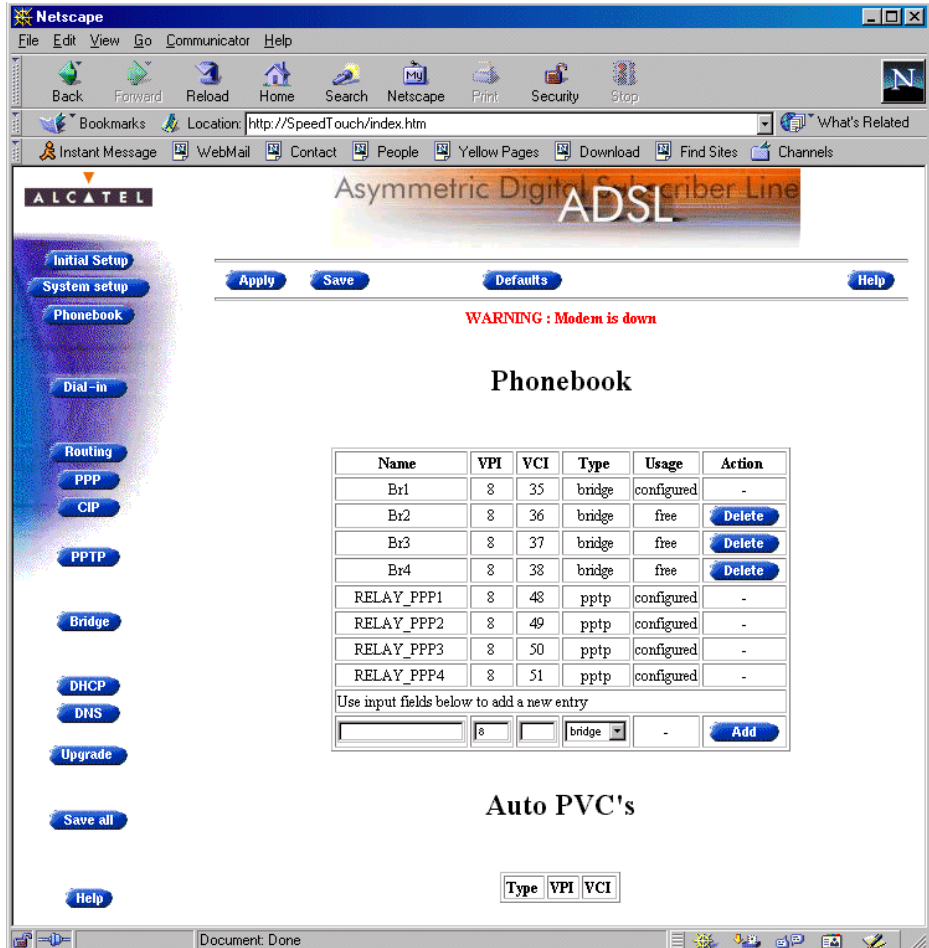 Netscape
File Edit View Go Communicator Help
My
Back Forward Reload Home Search Netscape Print Security Stop
N
Bookmarks Location: http://SpeedTouch/index.htm What's Related
Instant Message WebMail Contact People Yellow Pages Download Find Sites Channels
ALCATEL
Asymmetric Digital Subscriber Line
ADSL
Initial Setup
System setup
Phonebook
Dial-in
Routing
PPP
CIP
PPTP
Bridge
DHCP
DNS
Upgrade
Save all
Help
Apply Save Defaults Help
WARNING : Modem is down
Phonebook
Name VPI VCI Type Usage Action
Br1 8 35 bridge configured -
Br2 8 36 bridge free Delete
Br3 8 37 bridge free Delete
Br4 8 38 bridge free Delete
RELAY_PPP1 8 48 pptp configured -
RELAY_PPP2 8 49 pptp configured -
RELAY_PPP3 8 50 pptp configured -
RELAY_PPP4 8 51 pptp configured -
Use input fields below to add a new entry
8 bridge - Add
Auto PVC's
Type VPI VCI
Document: Done